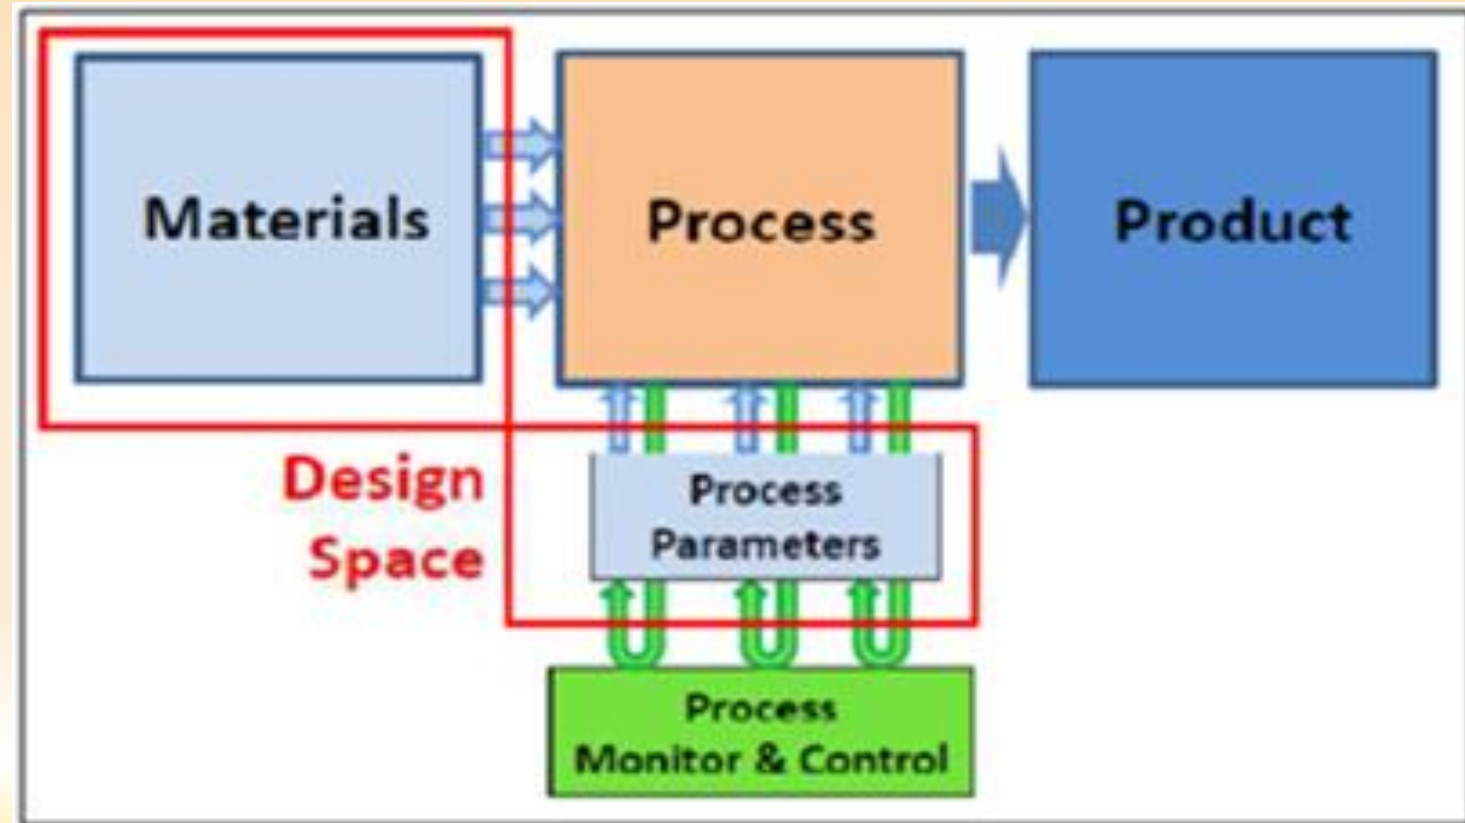 Materials
Process
Product
Design
Space
Process
Parameters
Process
Monitor & Control